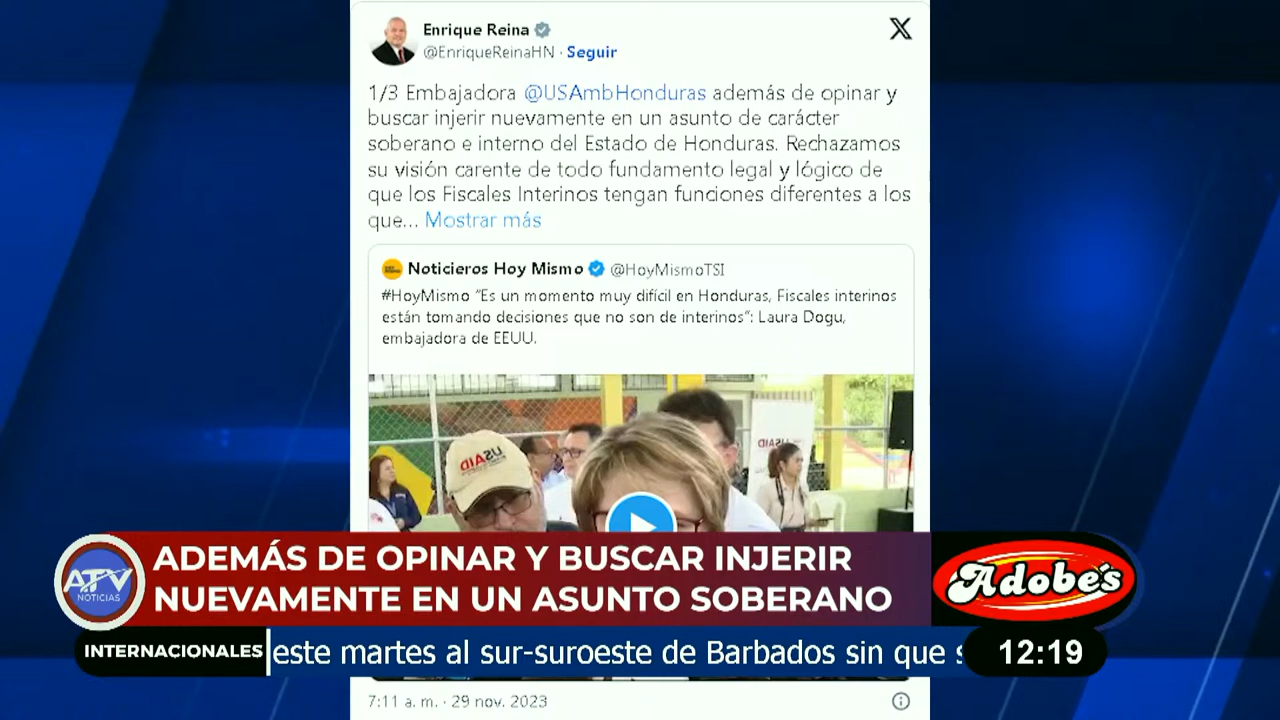 Enrique Reina
@EnriqueReinaHN · Seguir
1/3 Embajadora @USAmbHonduras además de opinar y
buscar injerir nuevamente en un asunto de carácter
soberano e interno del Estado de Honduras. Rechazamos
su visión carente de todo fundamento legal y lógico de
que los Fiscales Interinos tengan funciones diferentes a los
que... Mostrar más
Noticieros Hoy Mismo @HoyMismoTSI
#HoyMismo “Es un momento muy difícil en Honduras, Fiscales interinos
están tomando decisiones que no son de interinos”: Laura Dogu,
embajadora de EEUU.
USAID
USAID
ADEMÁS DE OPINAR Y BUSCAR INJERIR
NUEVAMENTE EN UN ASUNTO SOBERANO
ATV
NOTICIAS
Adobe's
INTERNACIONALES
este martes al sur-suroeste de Barbados sin que s
12:19
7:11 a. m. · 29 nov. 2023